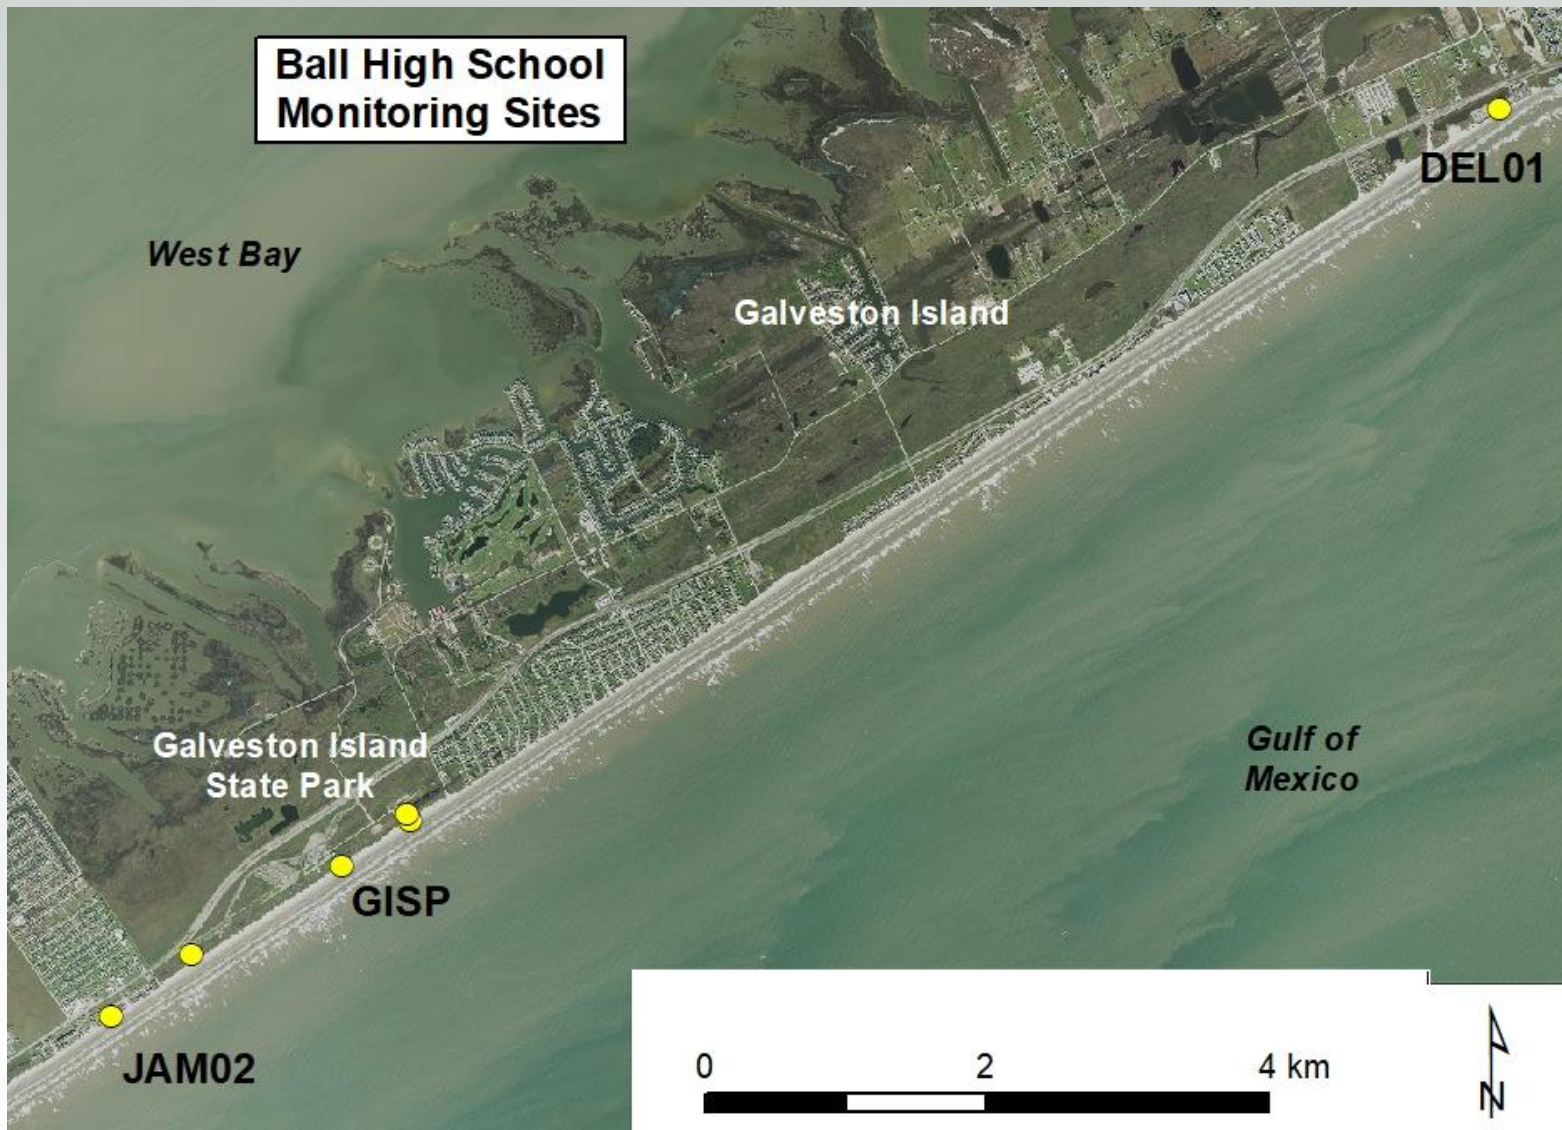 Ball High School
Monitoring Sites
DEL01
West Bay
Galveston Island
Gulf of
Mexico
Galveston Island
State Park
GISP
JAM02
0 2 4 km
N